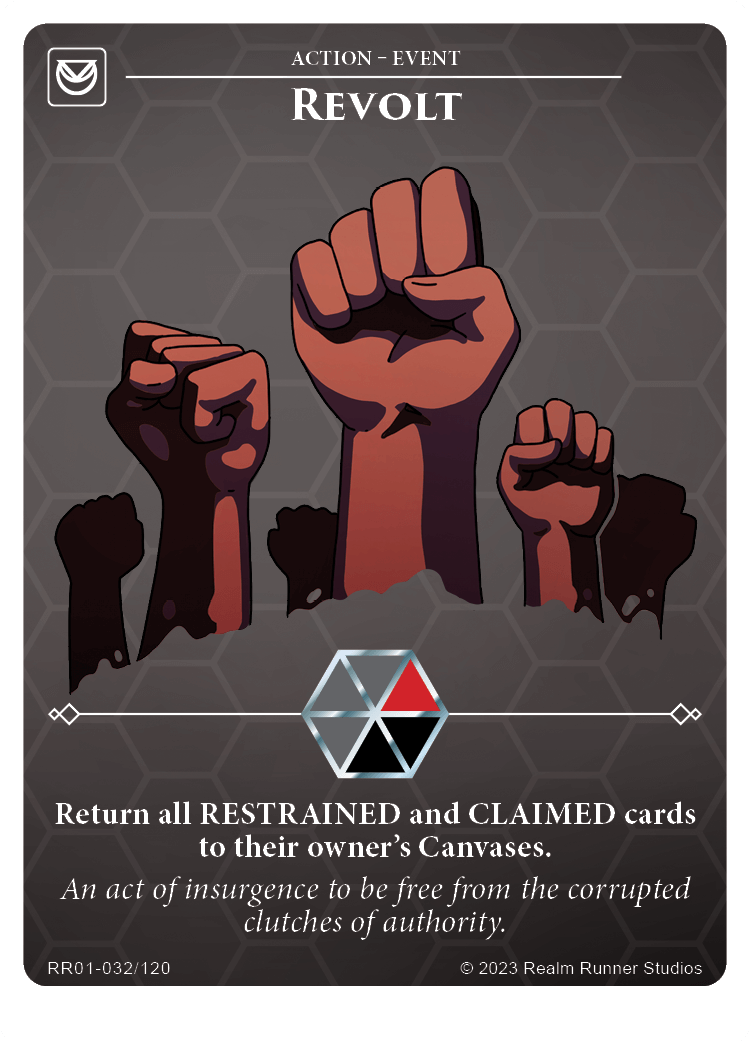 ACTION – EVENT
REVOLT
Return all RESTRAINED and CLAIMED cards
to their owner's Canvases.
An act of insurgence to be free from the corrupted
clutches of authority.
RR01-032/120
© 2023 Realm Runner Studios